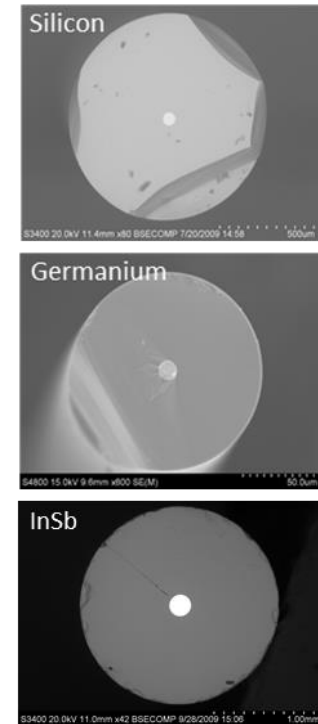 Silicon
S3400 20.0kV 11.4mm x80 BSECOMP 7/20/2009 14:58 500um
Germanium
S4800 15.0kV 9.6mm x600 SE(M) 50.0um
InSb
S3400 20.0kV 11.0mm x42 BSECOMP 9/28/2009 15:06 1.00mm